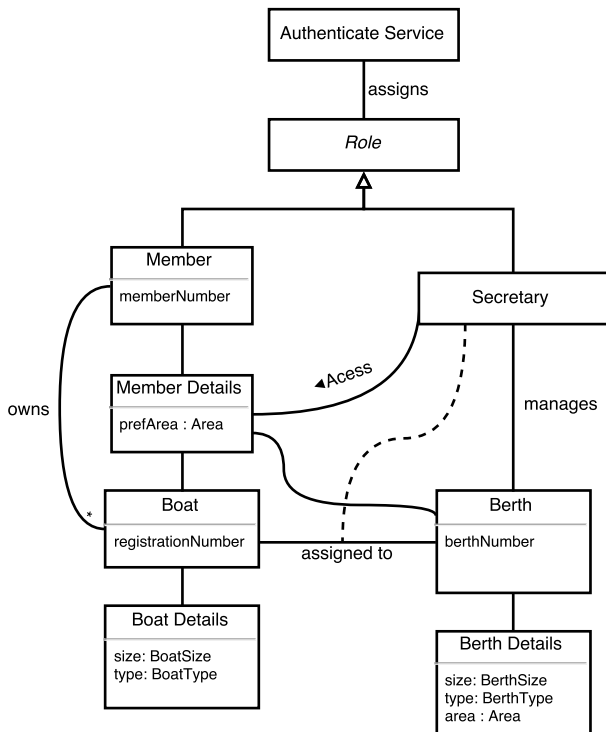 Authenticate Service
assigns
Role
Member
memberNumber
Secretary
◀Acess
Member Details
prefArea : Area
owns
manages
*
Boat
registrationNumber
assigned to
Berth
berthNumber
Boat Details
size: BoatSize
type: BoatType
Berth Details
size: BerthSize
type: BerthType
area : Area